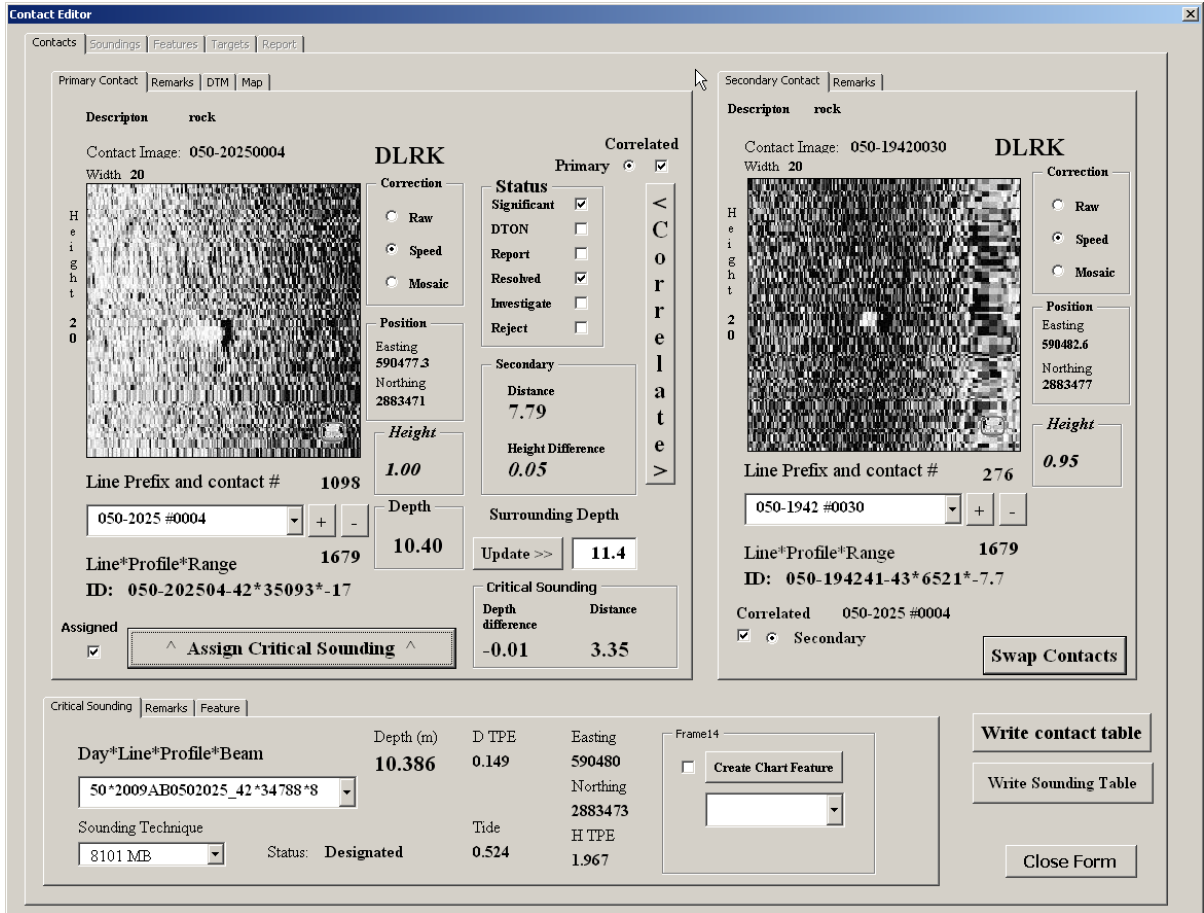 Contact Editor
Contacts Soundings Features Targets Report
Primary Contact Remarks DTM Map
Descripton rock
Contact Image: 050-20250004
DLRK
Width 20
Height 20
Correction
Raw
Speed
Mosaic
Position
Easting
590477.3
Northing
2883471
Height
1.00
Depth
10.40
Correlated
Primary
Status
Significant
DTON
Report
Resolved
Investigate
Reject
< Correlate >
Secondary
Distance
7.79
Height Difference
0.05
Line Prefix and contact # 1098
050-2025 #0004
+ -
Line*Profile*Range 1679
ID: 050-202504-42*35093*-17
Surrounding Depth
Update >> 11.4
Critical Sounding
Depth difference
Distance
-0.01 3.35
Assigned
^ Assign Critical Sounding ^
Secondary Contact Remarks
Descripton rock
Contact Image: 050-19420030
DLRK
Width 20
Height 20
Correction
Raw
Speed
Mosaic
Position
Easting
590482.6
Northing
2883477
Height
0.95
Line Prefix and contact # 276
050-1942 #0030
+ -
Line*Profile*Range 1679
ID: 050-194241-43*6521*-7.7
Correlated 050-2025 #0004
Secondary
Swap Contacts
Critical Sounding Remarks Feature
Day*Line*Profile*Beam
50*2009AB0502025_42*34788*8
Sounding Technique
8101 MB
Status: Designated
Depth (m)
10.386
D TPE
0.149
Tide
0.524
Easting
590480
Northing
2883473
H TPE
1.967
Frame14
Create Chart Feature
Write contact table
Write Sounding Table
Close Form